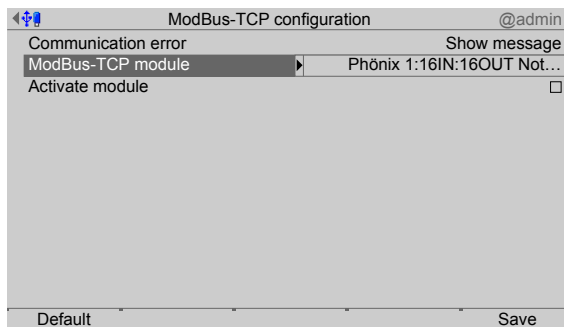 ModBus-TCP configuration @admin
Communication error Show message
ModBus-TCP module Phönix 1:16IN:16OUT Not...
Activate module
Default Save